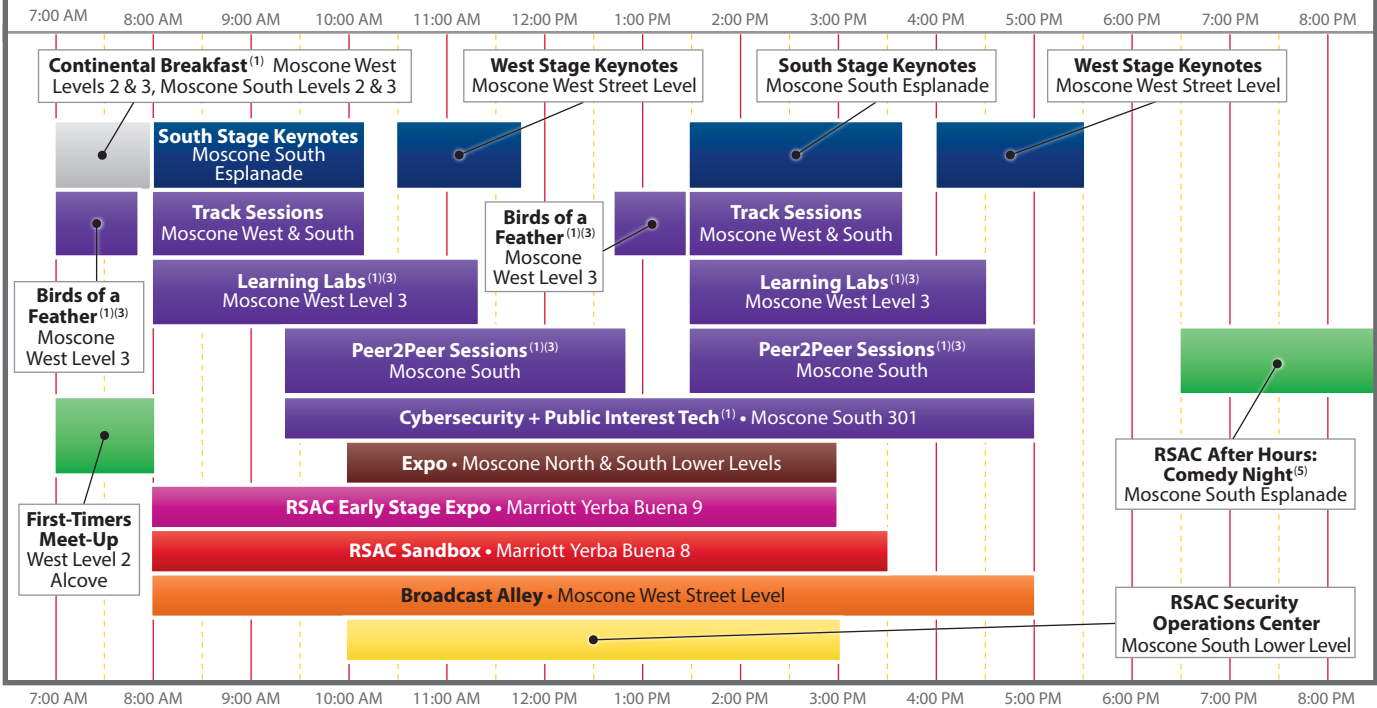 7:00 AM 8:00 AM 9:00 AM 10:00 AM 11:00 AM 12:00 PM 1:00 PM 2:00 PM 3:00 PM 4:00 PM 5:00 PM 6:00 PM 7:00 PM 8:00 PM
Continental Breakfast(1) Moscone West
Levels 2 & 3, Moscone South Levels 2 & 3
West Stage Keynotes
Moscone West Street Level
South Stage Keynotes
Moscone South Esplanade
West Stage Keynotes
Moscone West Street Level
South Stage Keynotes
Moscone South
Esplanade
Track Sessions
Moscone West & South
Birds of a
Feather(1)(3)
Moscone
West Level 3
Track Sessions
Moscone West & South
Learning Labs(1)(3)
Moscone West Level 3
Learning Labs(1)(3)
Moscone West Level 3
Birds of a
Feather(1)(3)
Moscone
West Level 3
Peer2Peer Sessions(1)(3)
Moscone South
Peer2Peer Sessions(1)(3)
Moscone South
Cybersecurity + Public Interest Tech(1) • Moscone South 301
Expo • Moscone North & South Lower Levels
RSAC After Hours:
Comedy Night(5)
Moscone South Esplanade
RSAC Early Stage Expo • Marriott Yerba Buena 9
First-Timers
Meet-Up
West Level 2
Alcove
RSAC Sandbox • Marriott Yerba Buena 8
Broadcast Alley • Moscone West Street Level
RSAC Security
Operations Center
Moscone South Lower Level
7:00 AM 8:00 AM 9:00 AM 10:00 AM 11:00 AM 12:00 PM 1:00 PM 2:00 PM 3:00 PM 4:00 PM 5:00 PM 6:00 PM 7:00 PM 8:00 PM